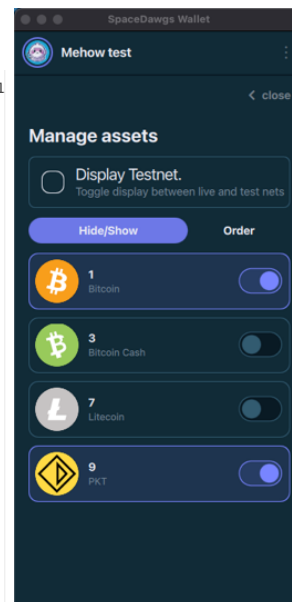 SpaceDawgs Wallet
Mehow test
1
< close
Manage assets
Display Testnet.
Toggle display between live and test nets
Hide/Show
Order
1
Bitcoin
3
Bitcoin Cash
7
Litecoin
9
PKT